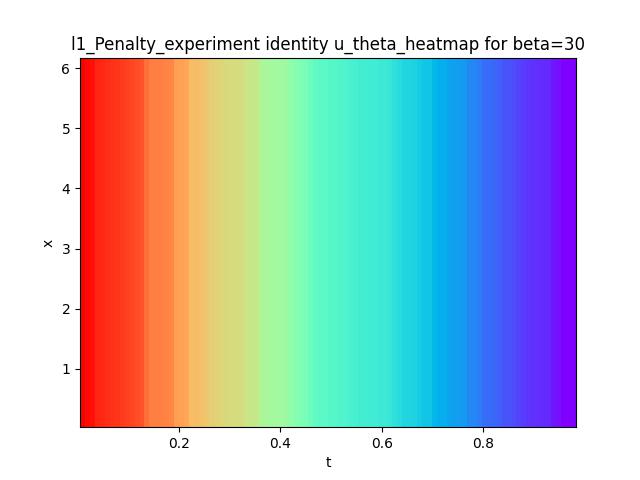 l1_Penalty_experiment identity u_theta_heatmap for beta=30
6
5
4
3
2
1
x
0.2 0.4 0.6 0.8
t